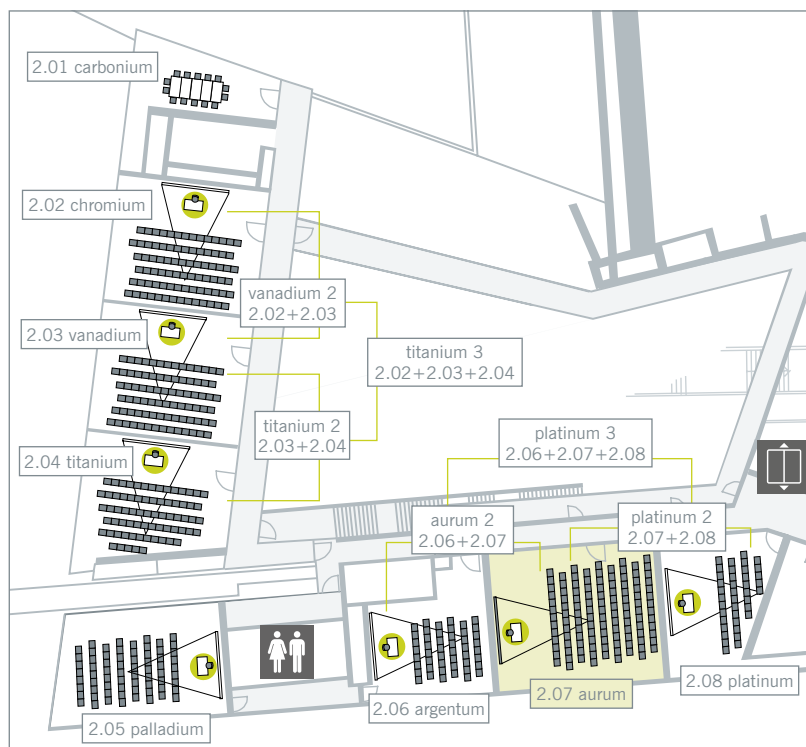 2.01 carbonium
2.02 chromium
vanadium 2
2.02+2.03
2.03 vanadium
titanium 3
2.02+2.03+2.04
titanium 2
2.03+2.04
platinum 3
2.06+2.07+2.08
2.04 titanium
aurum 2
2.06+2.07
platinum 2
2.07+2.08
2.05 palladium
2.06 argentum
2.07 aurum
2.08 platinum